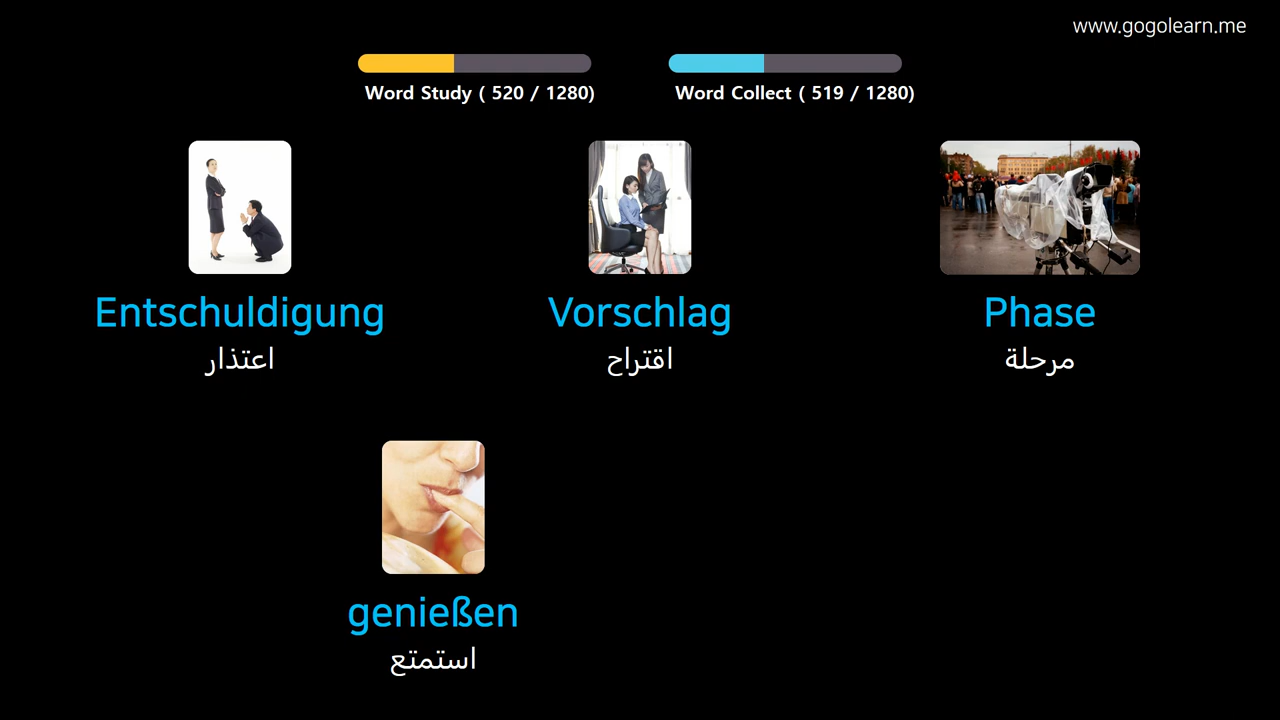 www.gogolearn.me
Word Study ( 520 / 1280)
Word Collect ( 519 / 1280)
Entschuldigung
اعتذار
Vorschlag
اقتراح
Phase
مرحلة
genießen
استمتع